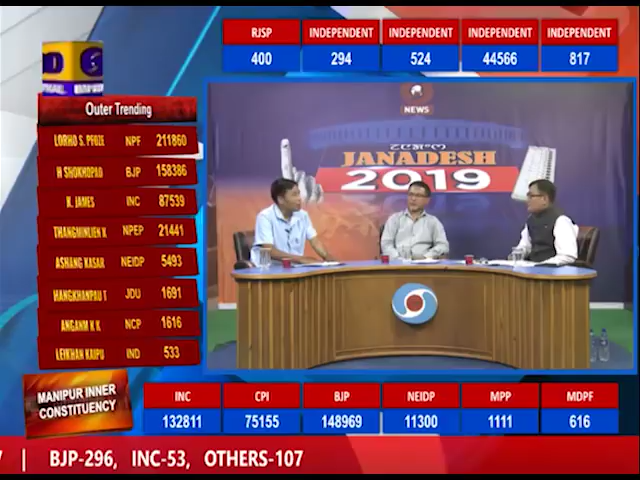 RJSP INDEPENDENT INDEPENDENT INDEPENDENT INDEPENDENT
400 294 524 44566 817
Outer Trending
LORHO S. PFOZE NPF 211860
H SHOKHOPAO BJP 158386
K. JAMES INC 87539
THANGMINLIEN K NPEP 21441
ASHANG KASAR NEIDP 5493
HANGKHANPAU T JDU 1691
ANGAM K K NCP 1616
LEIKHAN KAIPU IND 533
NEWS
JANADESH
2019
MANIPUR INNER
CONSTITUENCY
INC CPI BJP NEIDP MPP MDPF
132811 75155 148969 11300 1111 616
| BJP-296, INC-53, OTHERS-107